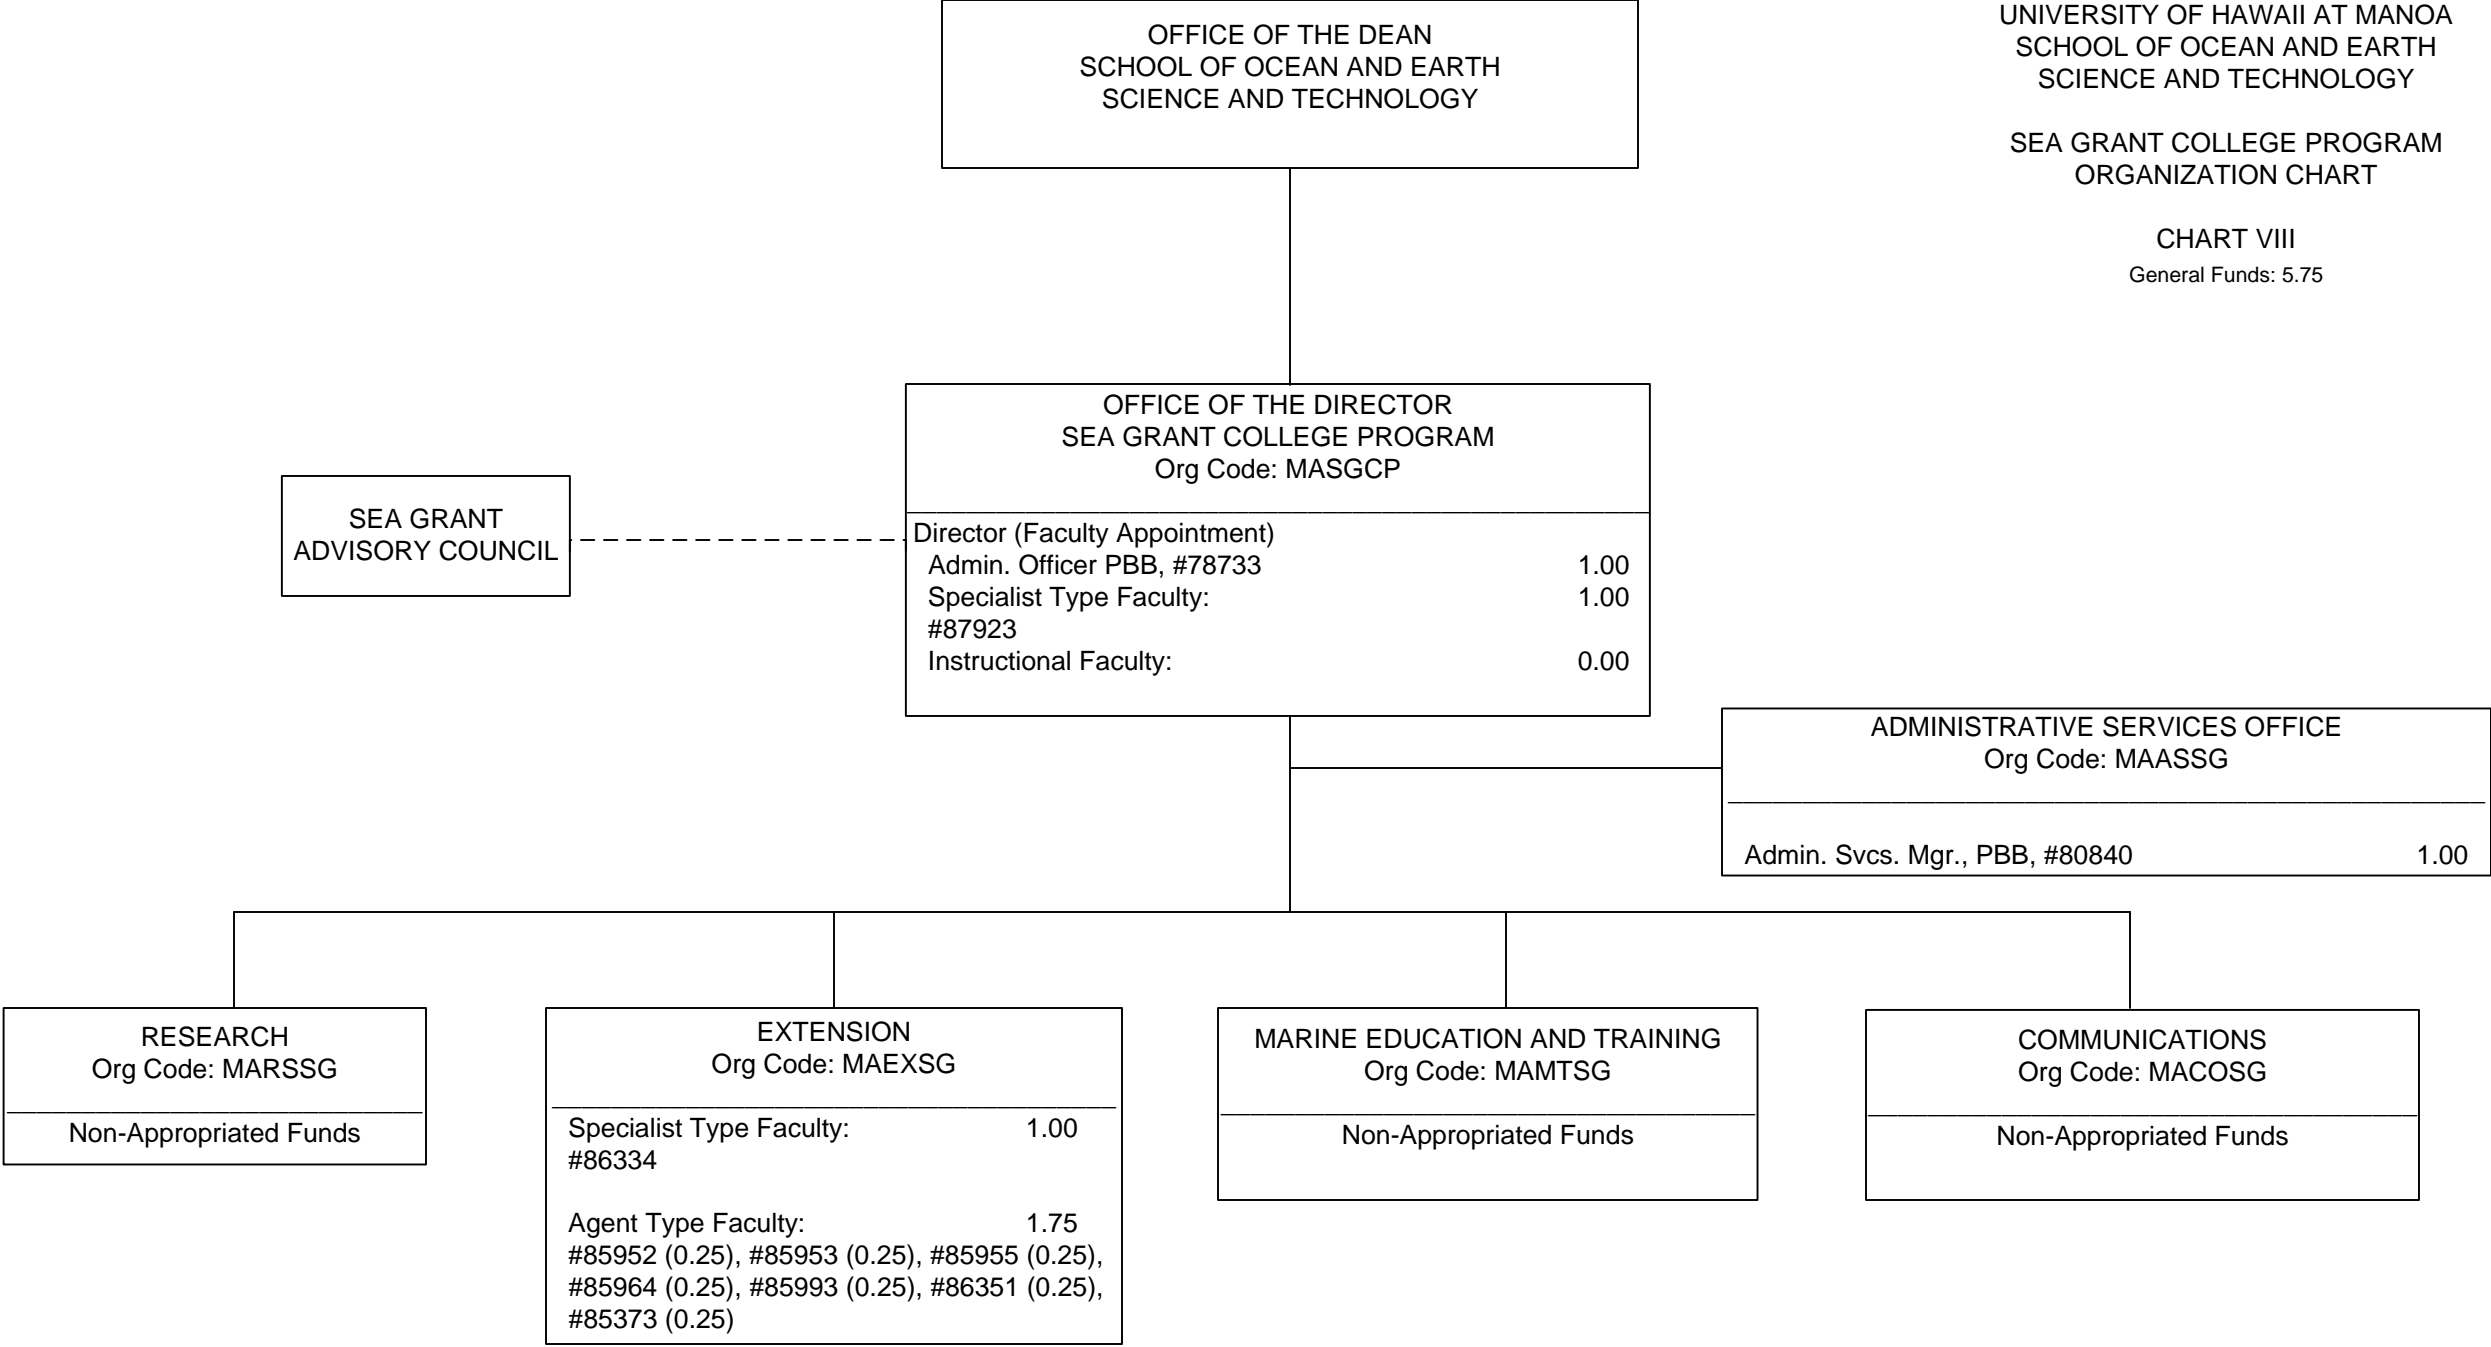 OFFICE OF THE DEAN
SCHOOL OF OCEAN AND EARTH
SCIENCE AND TECHNOLOGY
UNIVERSITY OF HAWAII AT MANOA
SCHOOL OF OCEAN AND EARTH
SCIENCE AND TECHNOLOGY
SEA GRANT COLLEGE PROGRAM
ORGANIZATION CHART
CHART VIII
General Funds: 5.75
OFFICE OF THE DIRECTOR
SEA GRANT COLLEGE PROGRAM
Org Code: MASGCP
Director (Faculty Appointment)
Admin. Officer PBB, #78733 1.00
Specialist Type Faculty: 1.00
#87923
Instructional Faculty: 0.00
SEA GRANT
ADVISORY COUNCIL
ADMINISTRATIVE SERVICES OFFICE
Org Code: MAASSG
Admin. Svcs. Mgr., PBB, #80840 1.00
RESEARCH
Org Code: MARSSG
Non-Appropriated Funds
EXTENSION
Org Code: MAEXSG
Specialist Type Faculty: 1.00
#86334
Agent Type Faculty: 1.75
#85952 (0.25), #85953 (0.25), #85955 (0.25),
#85964 (0.25), #85993 (0.25), #86351 (0.25),
#85373 (0.25)
MARINE EDUCATION AND TRAINING
Org Code: MAMTSG
Non-Appropriated Funds
COMMUNICATIONS
Org Code: MACOSG
Non-Appropriated Funds